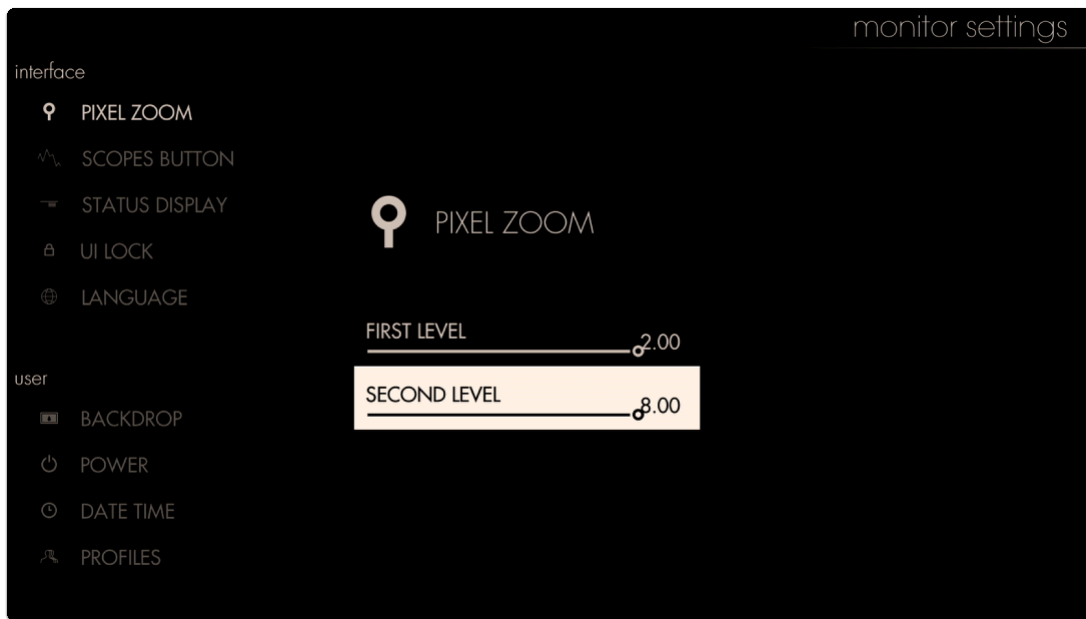 monitor settings
interface
PIXEL ZOOM
SCOPES BUTTON
STATUS DISPLAY
UI LOCK
LANGUAGE
user
BACKDROP
POWER
DATE TIME
PROFILES
PIXEL ZOOM
FIRST LEVEL
2.00
SECOND LEVEL
8.00